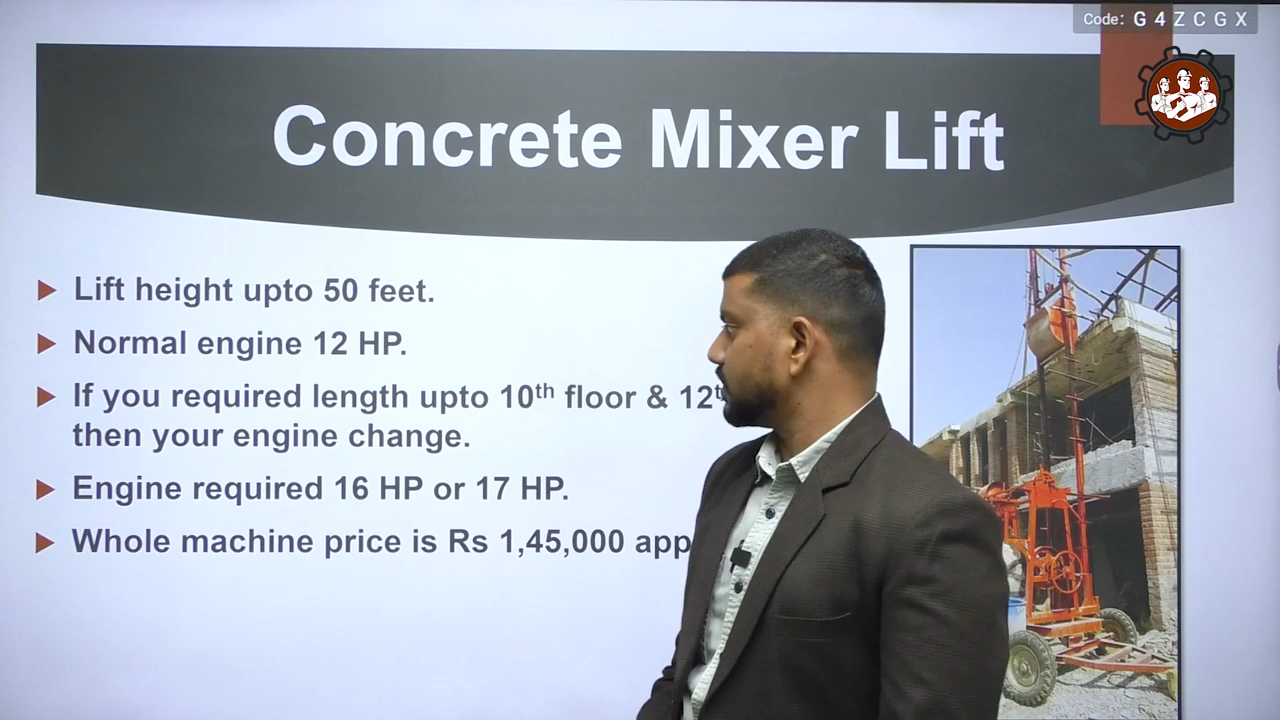 Code: G 4 Z C G X
Concrete Mixer Lift
Lift height upto 50 feet.
Normal engine 12 HP.
If you required length upto 10th floor & 12
then your engine change.
Engine required 16 HP or 17 HP.
Whole machine price is Rs 1,45,000 app